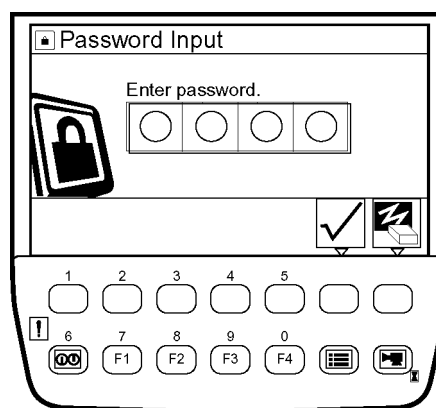 Password Input
Enter password.
1 2 3 4 5
6 7 8 9 0
F1 F2 F3 F4